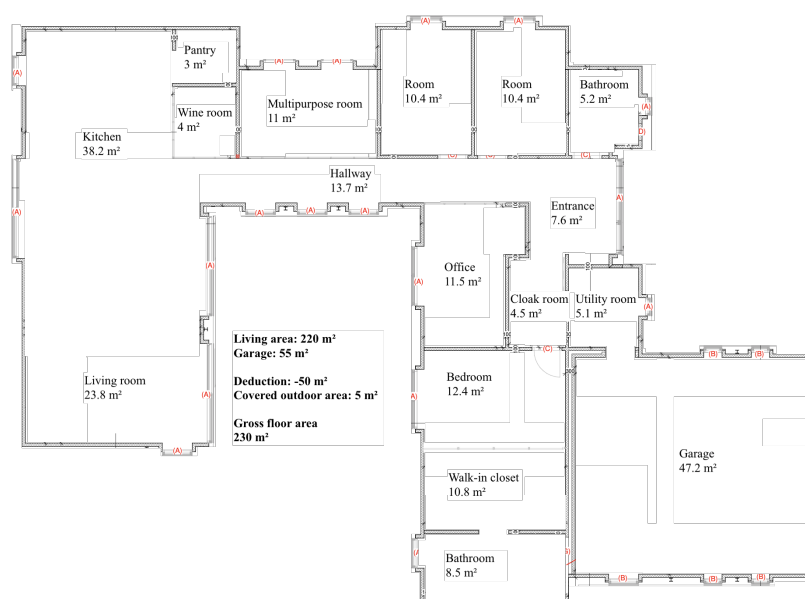 (A)
(A)
Pantry
3 m²
(A)
(A)
(A)
Room
10.4 m²
Room
10.4 m²
Bathroom
5.2 m²
Multipurpose room
11 m²
(A)
Wine room
4 m²
Kitchen
38.2 m²
(C)
(C)
Hallway
13.7 m²
(A)
(A)
(A)
(A)
(A)
Entrance
7.6 m²
(A)
(A)
(A)
Office
11.5 m²
Cloak room
4.5 m²
Utility room
5.1 m²
(A)
Living area: 220 m²
Garage: 55 m²
Deduction: -50 m²
Covered outdoor area: 5 m²
Gross floor area
230 m²
(C)
(B)
(B)
Living room
23.8 m²
Bedroom
12.4 m²
(A)
(A)
(A)
Garage
47.2 m²
Walk-in closet
10.8 m²
Bathroom
8.5 m²
(B)
(B)
(B)